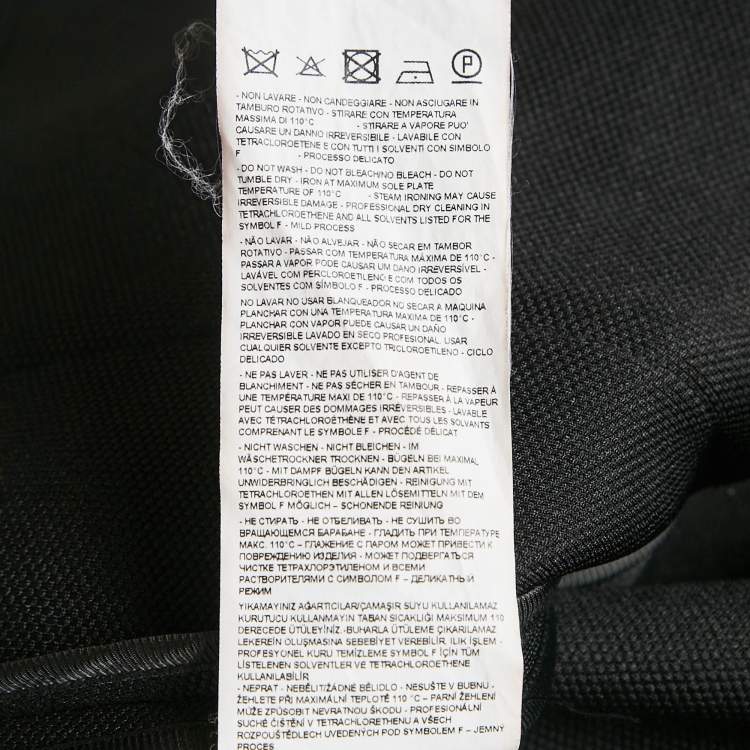 P
- NON LAVARE - NON CANDEGGIARE - NON ASCIUGARE IN
TAMBURO ROTATIVO - STIRARE CON TEMPERATURA
MASSIMA DI 110°C - STIRARE A VAPORE PUO'
CAUSARE UN DANNO IRREVERSIBILE - LAVABILE CON
TETRACLOROETENE E CON TUTTI I SOLVENTI CON SIMBOLO
F - PROCESSO DELICATO
- DO NOT WASH - DO NOT BLEACHING BLEACH - DO NOT
TUMBLE DRY - IRON AT MAXIMUM SOLE PLATE
TEMPERATURE OF 110°C - STEAM IRONING MAY CAUSE
IRREVERSIBLE DAMAGE - PROFESSIONAL DRY CLEANING IN
TETRACHLOROETHENE AND ALL SOLVENTS LISTED FOR THE
SYMBOL F - MILD PROCESS
- NÃO LAVAR - NÃO ALVEJAR - NÃO SECAR EM TAMBOR
ROTATIVO - PASSAR COM TEMPERATURA MÁXIMA DE 110°C -
PASSAR A VAPOR PODE CAUSAR UM DANO IRREVERSÍVEL -
LAVÁVEL COM PERCLOROETILENO E COM TODOS OS
SOLVENTES COM SÍMBOLO F - PROCESSO DELICADO
NO LAVAR NO USAR BLANQUEADOR NO SECAR A MAQUINA
PLANCHAR CON UNA TEMPERATURA MAXIMA DE 110°C -
PLANCHAR CON VAPOR PUEDE CAUSAR UN DAÑO
IRREVERSIBLE LAVADO EN SECO PROFESIONAL. USAR
CUALQUIER SOLVENTE EXCEPTO TRICLOROETILENO - CICLO
DELICADO
- NE PAS LAVER - NE PAS UTILISER D'AGENT DE
BLANCHIMENT - NE PAS SÉCHER EN TAMBOUR - REPASSER À
UNE TEMPÉRATURE MAXI DE 110°C - REPASSER À LA VAPEUR
PEUT CAUSER DES DOMMAGES IRRÉVERSIBLES - LAVABLE
AVEC TÉTRACHLOROÉTHÈNE ET AVEC TOUS LES SOLVANTS
COMPRENANT LE SYMBOLE F - PROCÉDÉ DÉLICAT
- NICHT WASCHEN - NICHT BLEICHEN - IM
WÄSCHETROCKNER TROCKNEN - BÜGELN BEI MAXIMAL
110°C - MIT DAMPF BÜGELN KANN DEN ARTIKEL
UNWIDERBRINGLICH BESCHÄDIGEN - REINIGUNG MIT
TETRACHLOROETHEN MIT ALLEN LÖSEMITTELN MIT DEM
SYMBOL F MÖGLICH – SCHONENDE REINIUNG
- НЕ СТИРАТЬ - НЕ ОТБЕЛИВАТЬ - НЕ СУШИТЬ ВО
ВРАЩАЮЩЕМСЯ БАРАБАНЕ - ГЛАДИТЬ ПРИ ТЕМПЕРАТУРЕ
МАКС. 110°C – ГЛАЖЕНИЕ С ПАРОМ МОЖЕТ ПРИВЕСТИ К
ПОВРЕЖДЕНИЮ ИЗДЕЛИЯ - МОЖЕТ ПОДВЕРГАТЬСЯ
ЧИСТКЕ ТЕТРАХЛОРЭТИЛЕНОМ И ВСЕМИ
РАСТВОРИТЕЛЯМИ С СИМВОЛОМ F – ДЕЛИКАТНЫЙ
РЕЖИМ
YIKAMAYINIZ AĞARTICILAR/ÇAMAŞIR SUYU KULLANILAMAZ
KURUTUCU KULLANMAYIN TABAN SICAKLIĞI MAKSIMUM 110
DERECEDE ÜTÜLEYİNİZ. -BUHARLA ÜTÜLEME ÇIKARILAMAZ
LEKEREİN OLUŞMASINA SEBEBİYET VEREBİLİR. ILIK İŞLEM -
PROFESYONEL KURU TEMİZLEME SYMBOL F İÇİN TÜM
LİSTELENEN SOLVENTLER VE TETRACHLOROETHENE
KULLANILABİLİR
- NEPRAT - NEBĚLIT/ŽÁDNÉ BĚLIDLO - NESUŠTE V BUBNU -
ŽEHLETE PŘI MAXIMÁLNÍ TEPLOTĚ 110 °C – PARNÍ ŽEHLENÍ
MŮŽE ZPŮSOBIT NEVRATNOU ŠKODU - PROFESIONÁLNÍ
SUCHÉ ČIŠTĚNÍ V TETRACHLORETHENU A VŠECH
ROZPOUŠTĚDLECH UVEDENÝCH POD SYMBOLEM F – JEMNÝ
PROCES